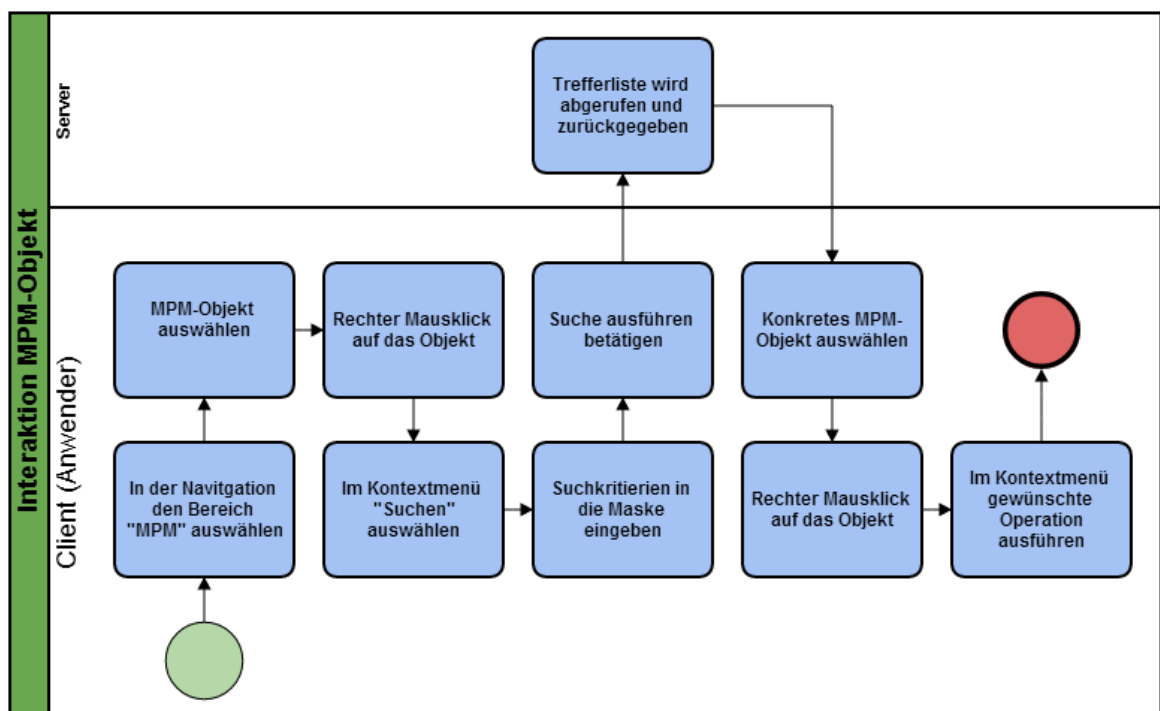 Interaktion MPM-Objekt
Server
Trefferliste wird
abgerufen und
zurückgegeben
Client (Anwender)
In der Navitgation
den Bereich
"MPM" auswählen
MPM-Objekt
auswählen
Rechter Mausklick
auf das Objekt
Im Kontextmenü
"Suchen"
auswählen
Suchkritierien in
die Maske
eingeben
Suche ausführen
betätigen
Konkretes MPM-
Objekt auswählen
Rechter Mausklick
auf das Objekt
Im Kontextmenü
gewünschte
Operation
ausführen